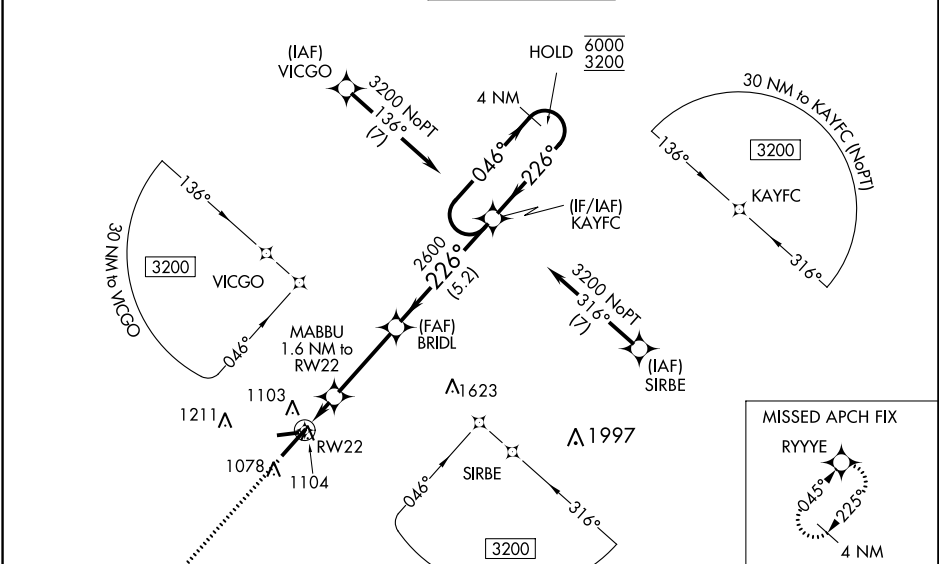 (IAF)
VICGO
3200 NoPT
136°
(7)
HOLD
6000
3200
4 NM
046°
226°
30 NM to KAYFC (NoPT)
3200
136°
KAYFC
316°
(IF/IAF)
KAYFC
136°
30 NM to VICGO
3200
VICGO
046°
2600
226°
(5.2)
3200 NoPT
316°
(7)
(IAF)
SIRBE
(FAF)
BRIDL
MABBU
1.6 NM to
RW22
1103
1211
RW22
1078
1104
1623
1997
SIRBE
046°
316°
3200
MISSED APCH FIX
RYYYE
045°
225°
4 NM